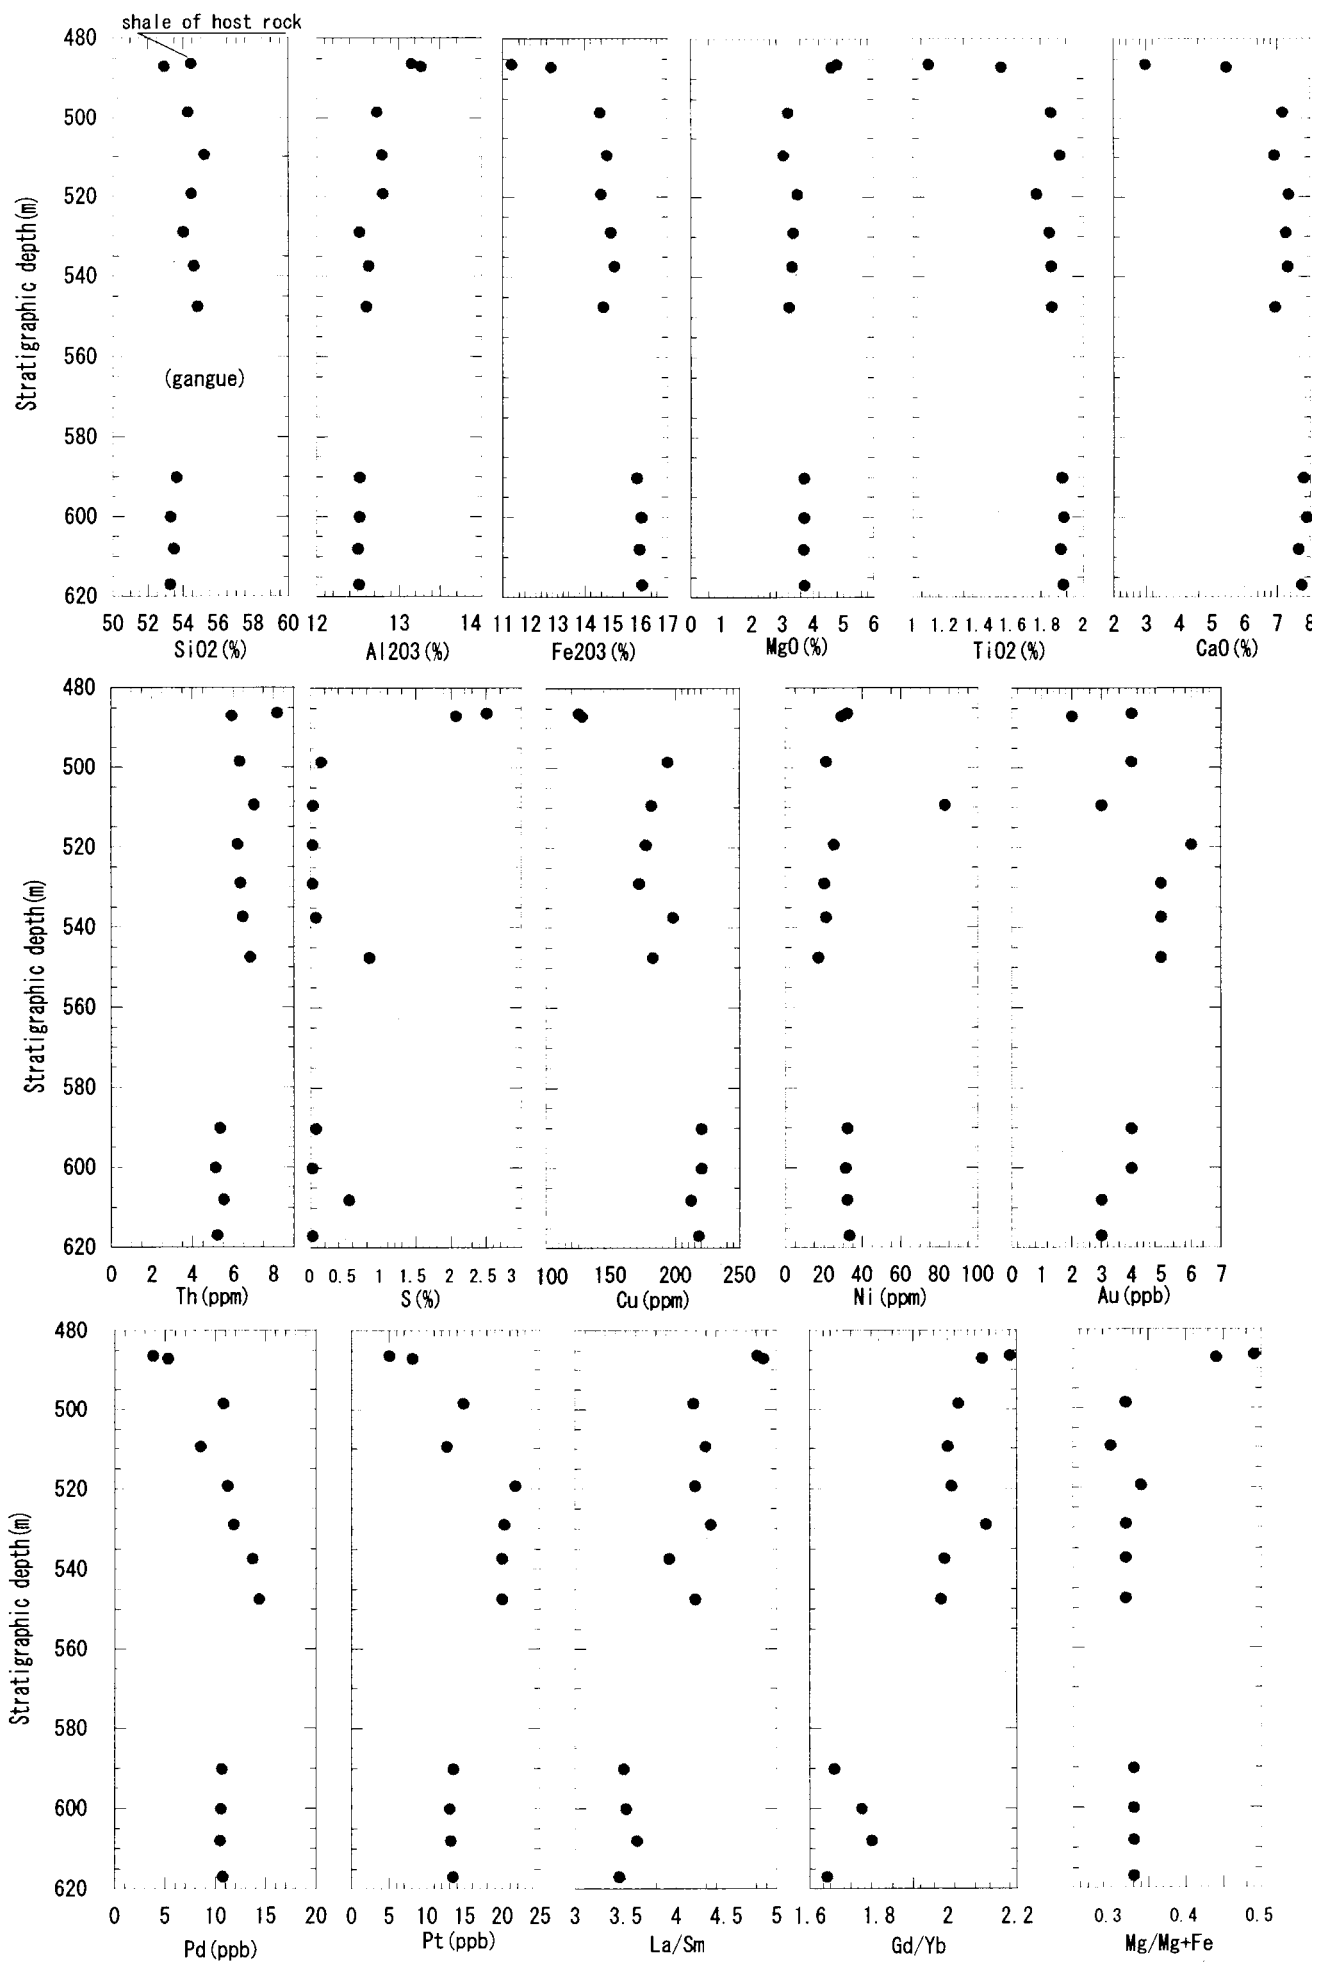 shale of host rock
480
500
520
540
560
580
600
620
Stratigraphic depth(m)
(gangue)
50 52 54 56 58 60
SiO2(%)
12 13 14
Al2O3(%)
11 12 13 14 15 16 17
Fe2O3(%)
0 1 2 3 4 5 6
MgO(%)
1 1.2 1.4 1.6 1.8 2
TiO2(%)
2 3 4 5 6 7 8
CaO(%)
480
500
520
540
560
580
600
620
Stratigraphic depth(m)
0 2 4 6 8
Th(ppm)
0 0.5 1 1.5 2 2.5 3
S(%)
100 150 200 250
Cu(ppm)
0 20 40 60 80 100
Ni(ppm)
0 1 2 3 4 5 6 7
Au(ppb)
480
500
520
540
560
580
600
620
Stratigraphic depth(m)
0 5 10 15 20
Pd(ppb)
0 5 10 15 20 25
Pt(ppb)
3 3.5 4 4.5 5
La/Sm
1.6 1.8 2 2.2
Gd/Yb
0.3 0.4 0.5
Mg/Mg+Fe